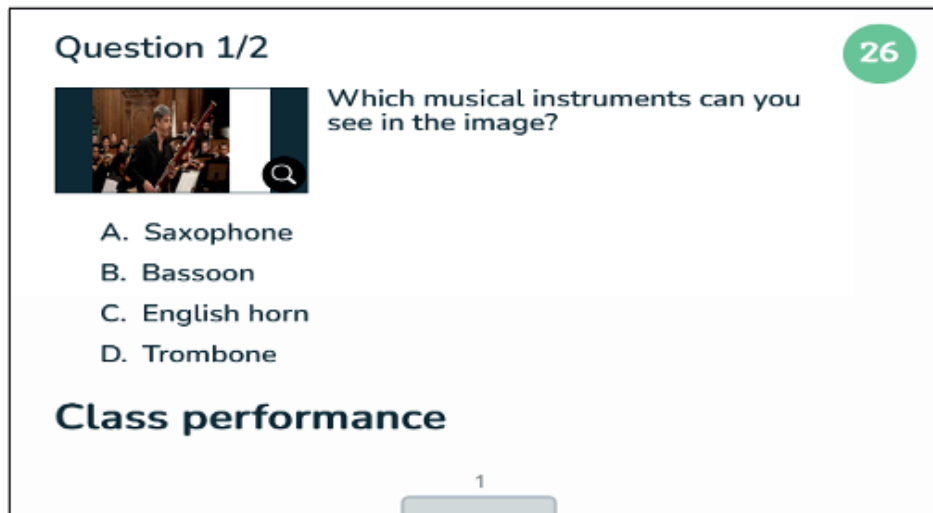 Question 1/2
26
Which musical instruments can you
see in the image?
A. Saxophone
B. Bassoon
C. English horn
D. Trombone
Class performance
1